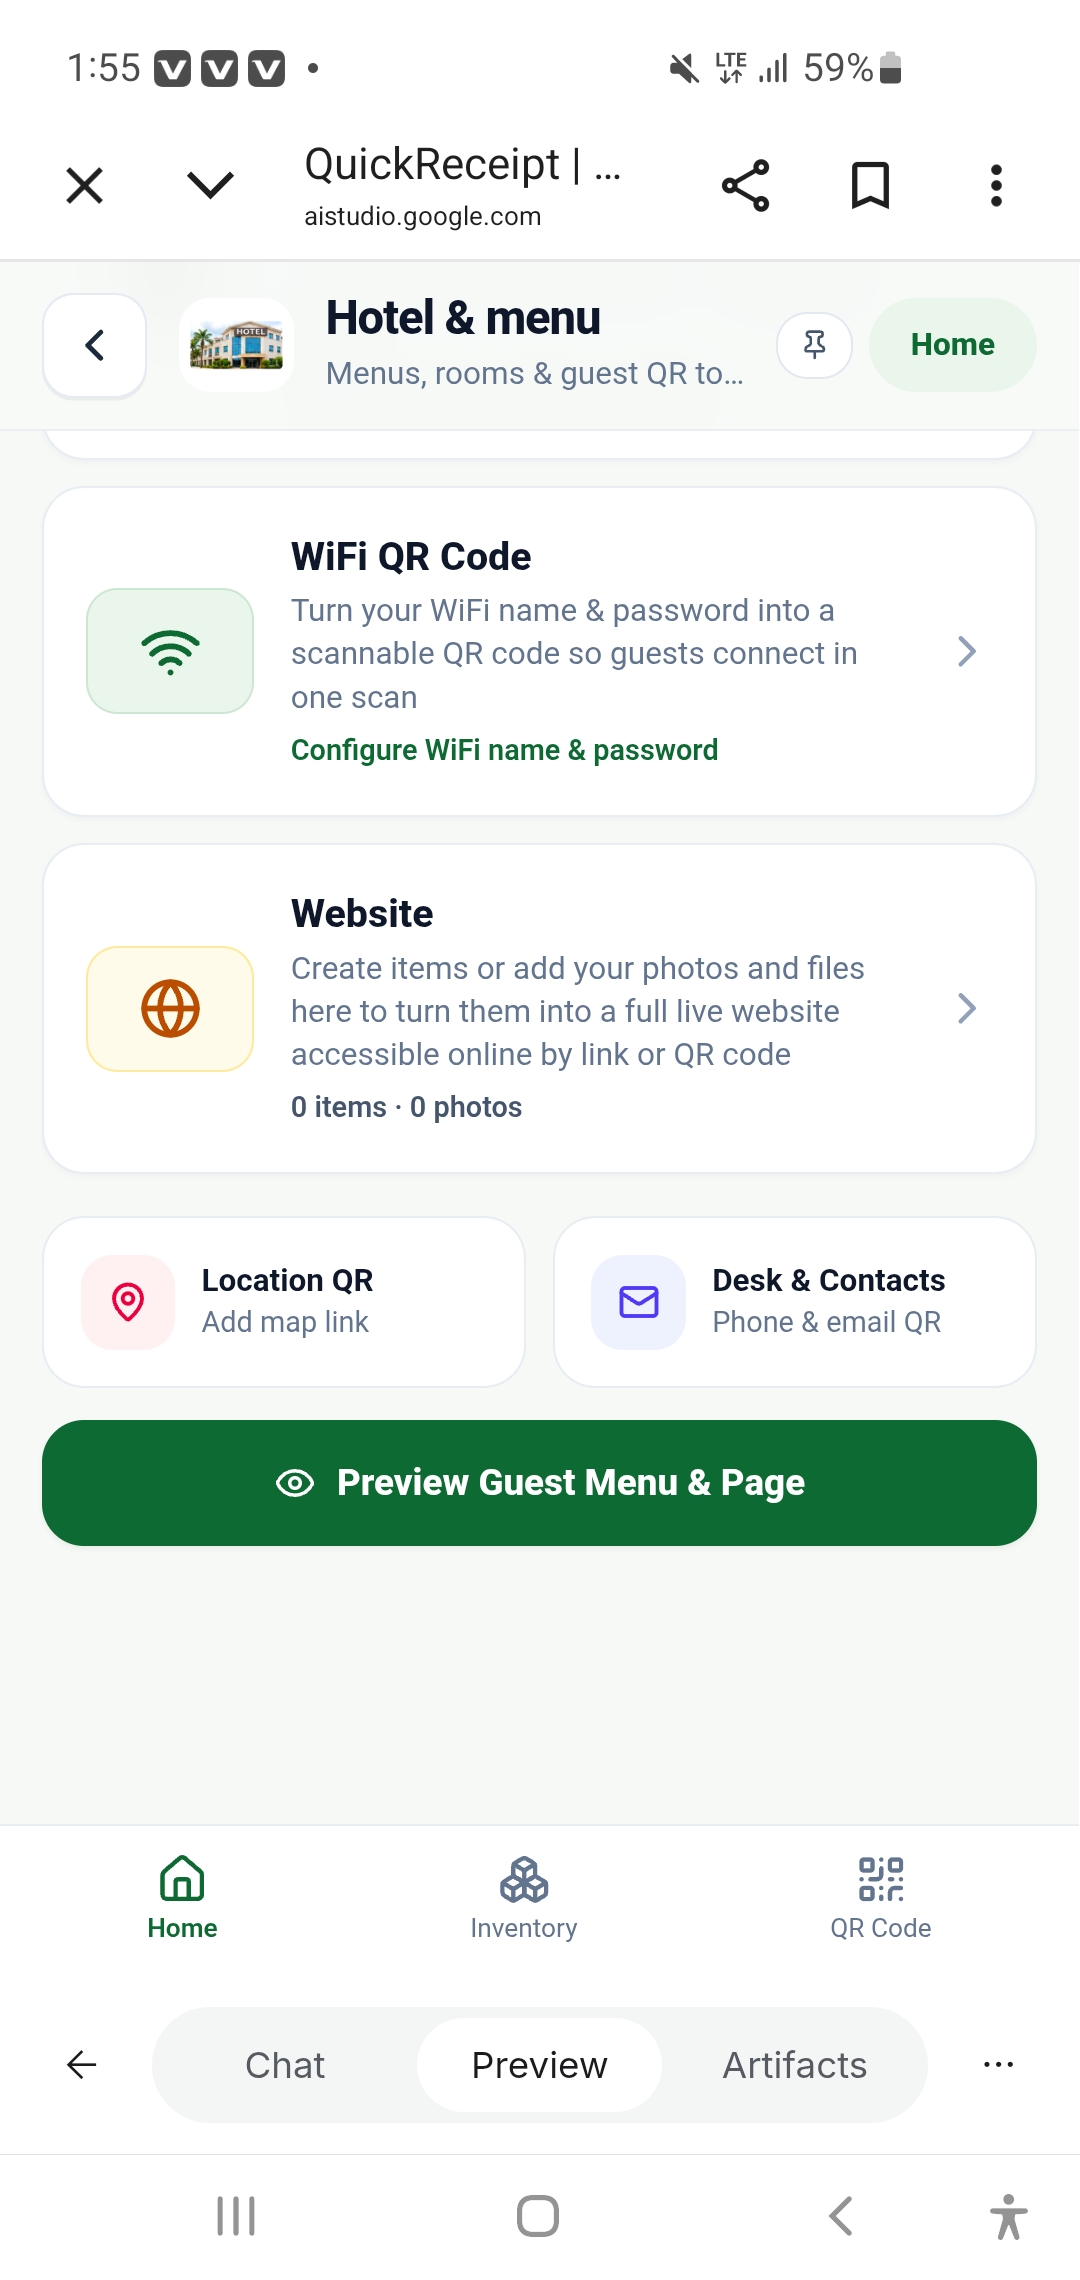 1:55
LTE
59%
QuickReceipt | ...
aistudio.google.com
HOTEL
Hotel & menu
Menus, rooms & guest QR to...
Home
WiFi QR Code
Turn your WiFi name & password into a
scannable QR code so guests connect in
one scan
Configure WiFi name & password
Website
Create items or add your photos and files
here to turn them into a full live website
accessible online by link or QR code
0 items · 0 photos
Location QR
Add map link
Desk & Contacts
Phone & email QR
Preview Guest Menu & Page
Home
Inventory
QR Code
Chat
Preview
Artifacts